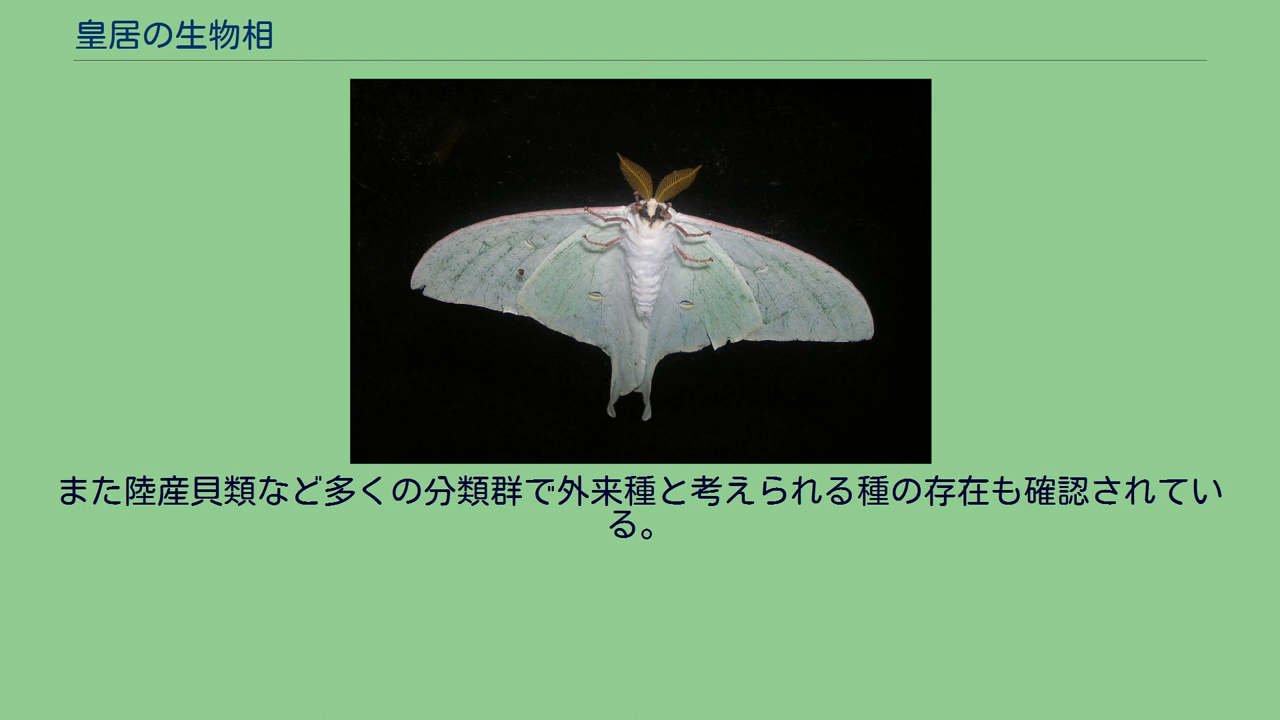 皇居の生物相
また陸産貝類など多くの分類群で外来種と考えられる種の存在も確認されてい
る。